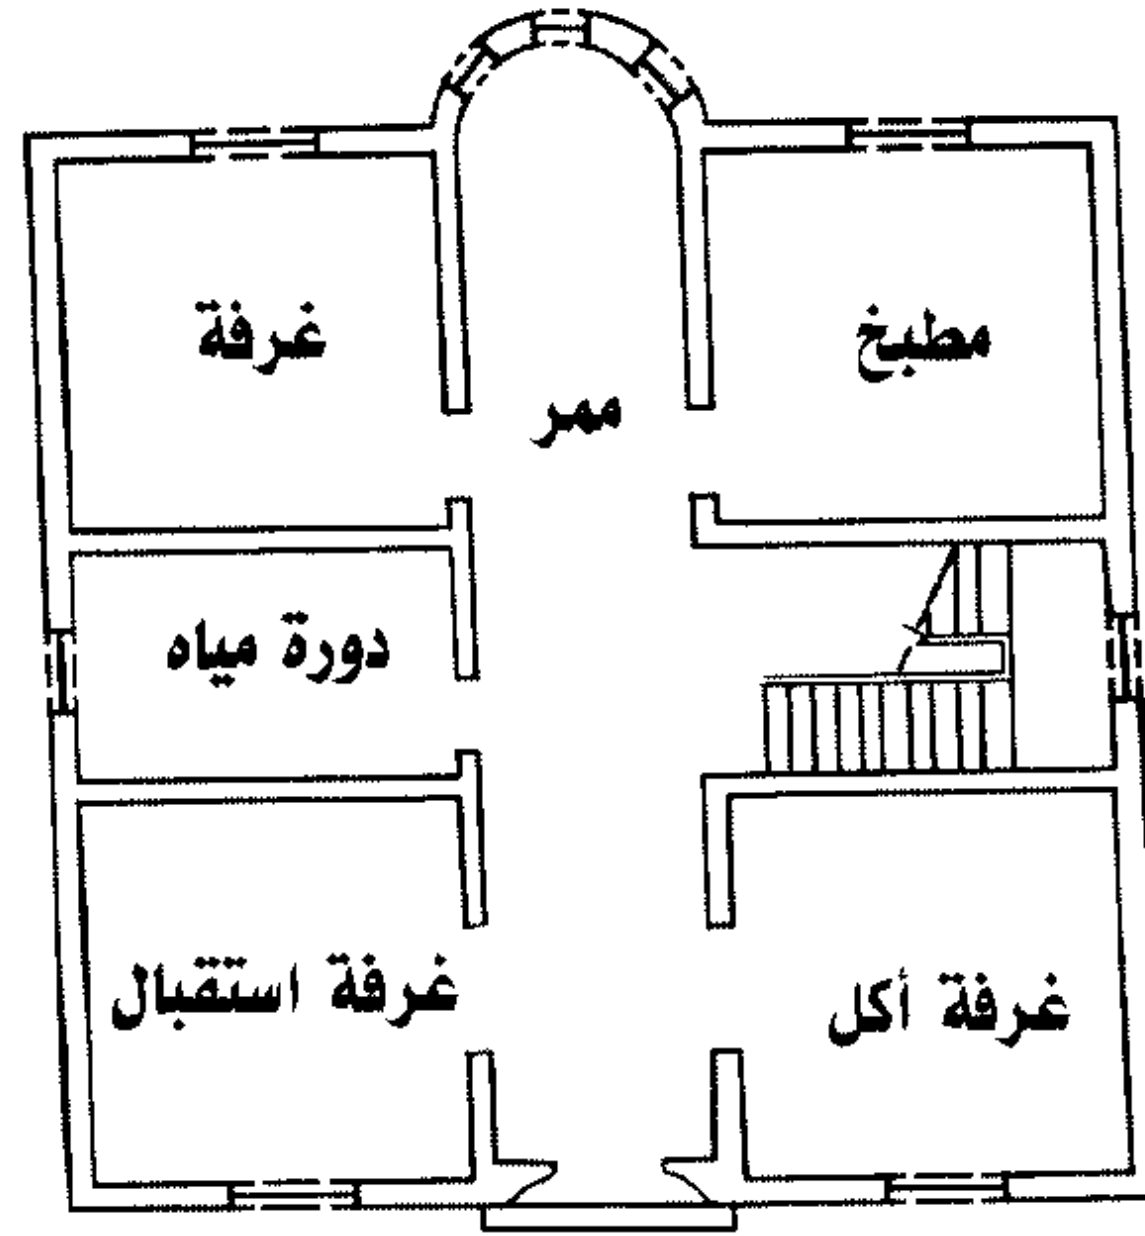 مطبخ
غرفة
ممر
دورة مياه
غرفة أكل
غرفة استقبال